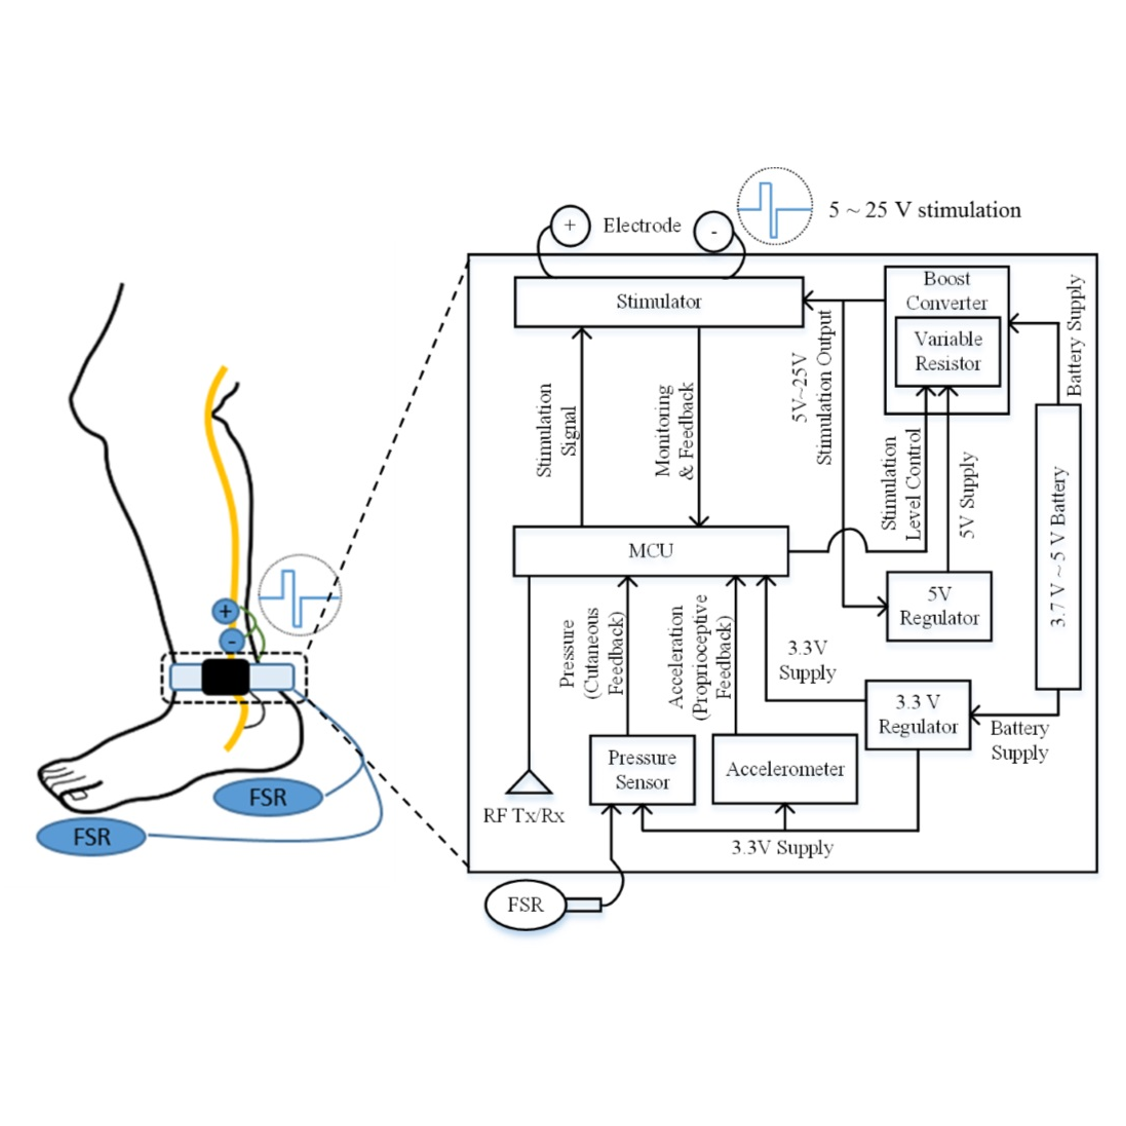 5 ~ 25 V stimulation
+
Electrode
-
Stimulator
Boost
Converter
Variable
Resistor
Battery Supply
5V~25V
Stimulation Output
Stimulation
Signal
Monitoring
& Feedback
Stimulation
Level Control
5V Supply
3.7 V ~ 5 V Battery
MCU
5V
Regulator
Pressure
(Cutaneous
Feedback)
Acceleration
(Proprioceptive
Feedback)
3.3V
Supply
3.3 V
Regulator
Battery
Supply
Pressure
Sensor
Accelerometer
RF Tx/Rx
3.3V Supply
FSR
+
-
FSR
FSR